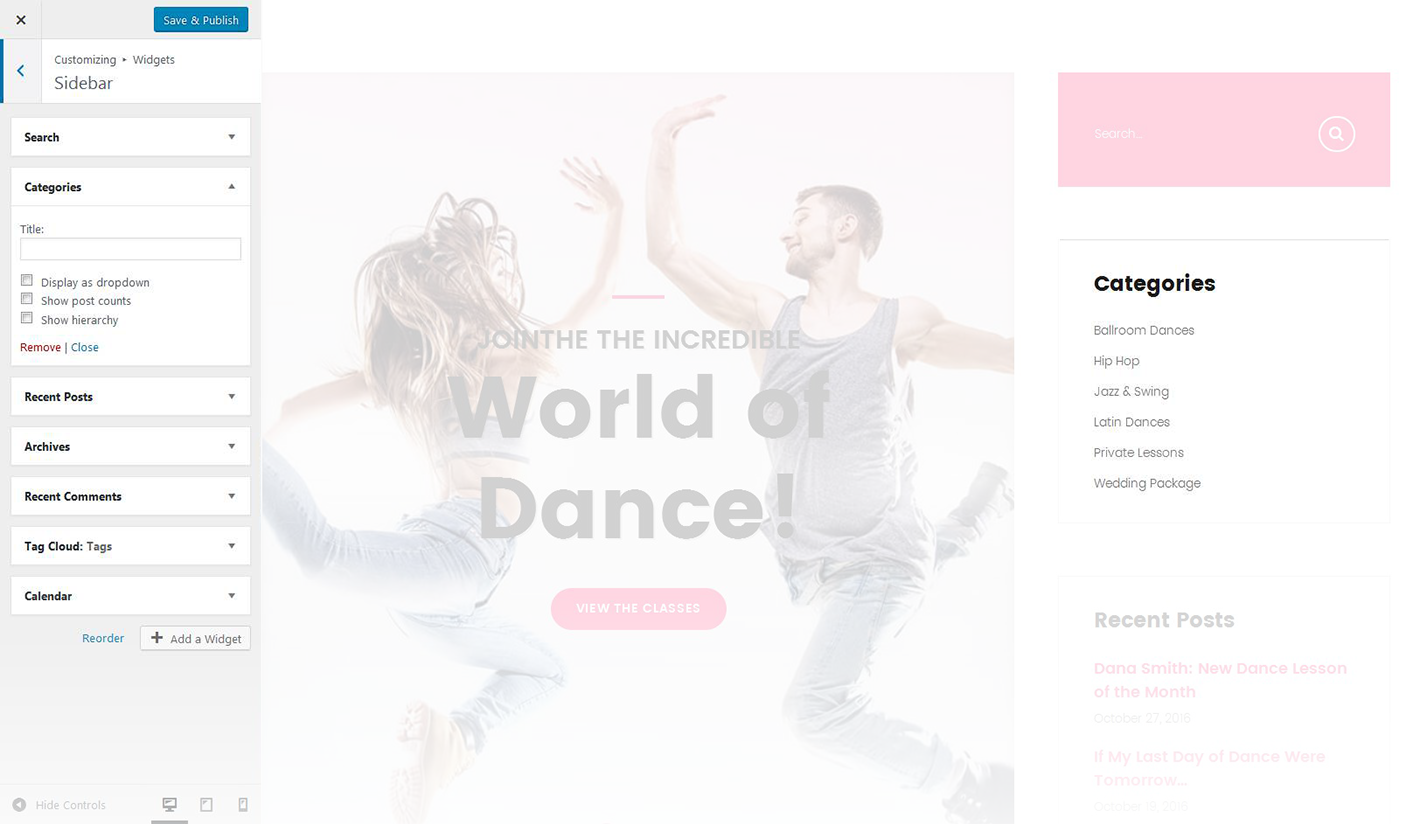 Save & Publish
Customizing ▸ Widgets
Sidebar
Search
Categories
Title:
Display as dropdown
Show post counts
Show hierarchy
Remove | Close
Recent Posts
Archives
Recent Comments
Tag Cloud: Tags
Calendar
Reorder
Add a Widget
Hide Controls
JOINTHE THE INCREDIBLE
World of
Dance!
VIEW THE CLASSES
Search...
Categories
Ballroom Dances
Hip Hop
Jazz & Swing
Latin Dances
Private Lessons
Wedding Package
Recent Posts
Dana Smith: New Dance Lesson
of the Month
October 27, 2016
If My Last Day of Dance Were
Tomorrow...
October 19, 2016